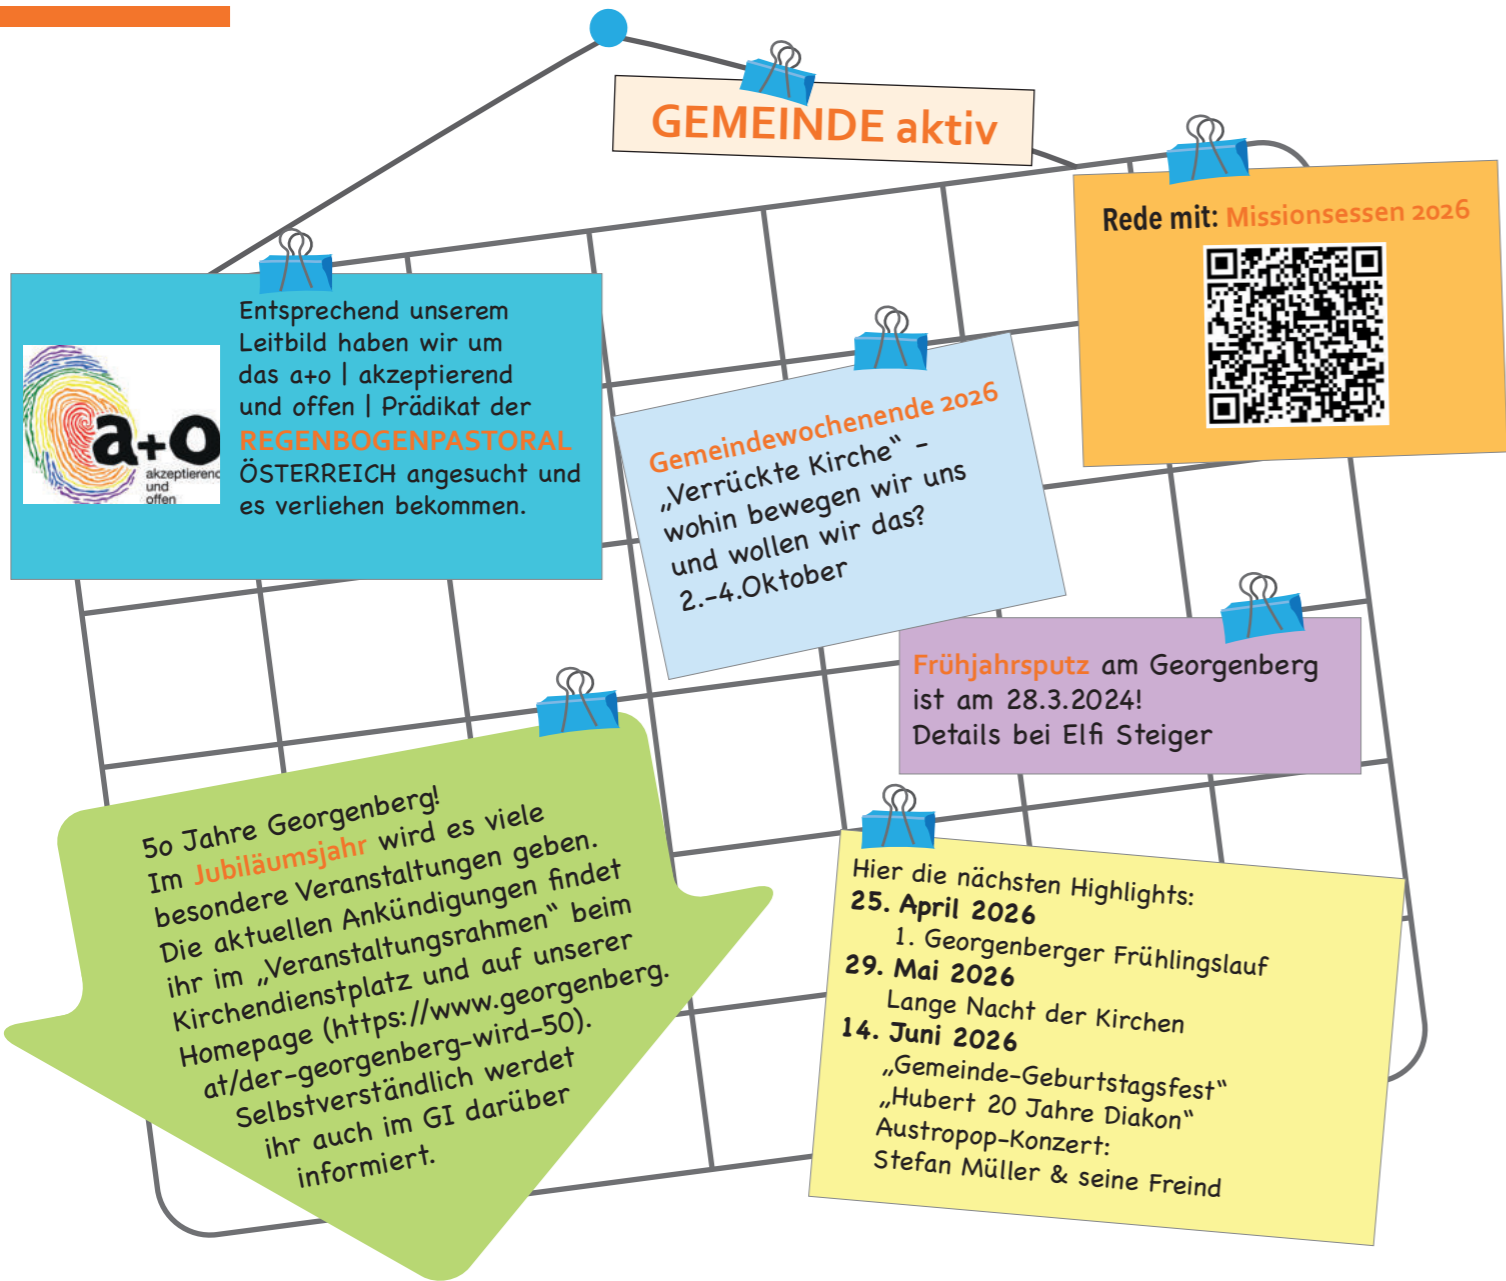 GEMEINDE aktiv
Rede mit: Missionsessen 2026
a+o
akzeptierend
und
offen
Entsprechend unserem
Leitbild haben wir um
das a+o | akzeptierend
und offen | Prädikat der
REGENBOGENPASTORAL
ÖSTERREICH angesucht und
es verliehen bekommen.
Gemeindewochenende 2026
„Verrückte Kirche“ –
wohin bewegen wir uns
und wollen wir das?
2.-4.Oktober
Frühjahrsputz am Georgenberg
ist am 28.3.2024!
Details bei Elfi Steiger
50 Jahre Georgenberg!
Im Jubiläumsjahr wird es viele
besondere Veranstaltungen geben.
Die aktuellen Ankündigungen findet
ihr im „Veranstaltungsrahmen“ beim
Kirchendienstplatz und auf unserer
Homepage (https://www.georgenberg.
at/der-georgenberg-wird-50).
Selbstverständlich werdet
ihr auch im GI darüber
informiert.
Hier die nächsten Highlights:
25. April 2026
1. Georgenberger Frühlingslauf
29. Mai 2026
Lange Nacht der Kirchen
14. Juni 2026
„Gemeinde-Geburtstagsfest“
„Hubert 20 Jahre Diakon“
Austropop-Konzert:
Stefan Müller & seine Freind